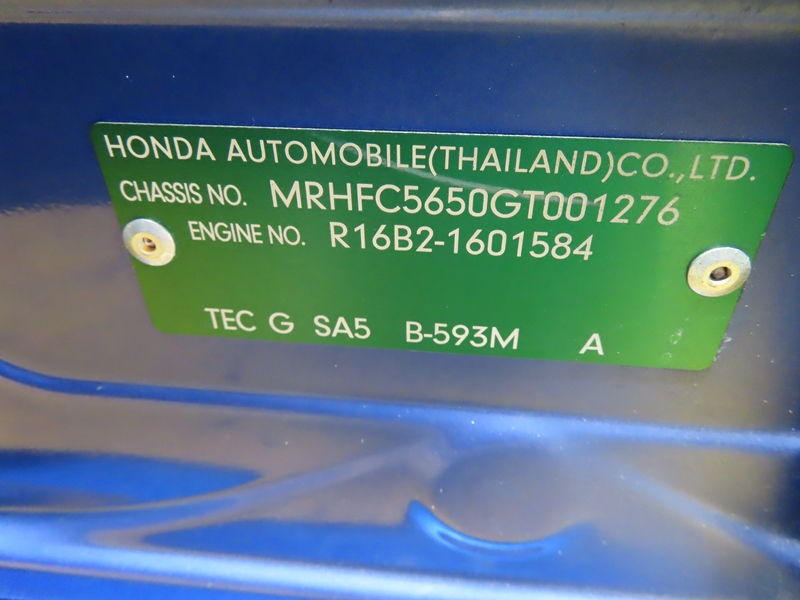 HONDA AUTOMOBILE(THAILAND)CO.,LTD.
CHASSIS NO. MRHFC5650GT001276
ENGINE NO. R16B2-1601584
TEC G SA5 B-593M A